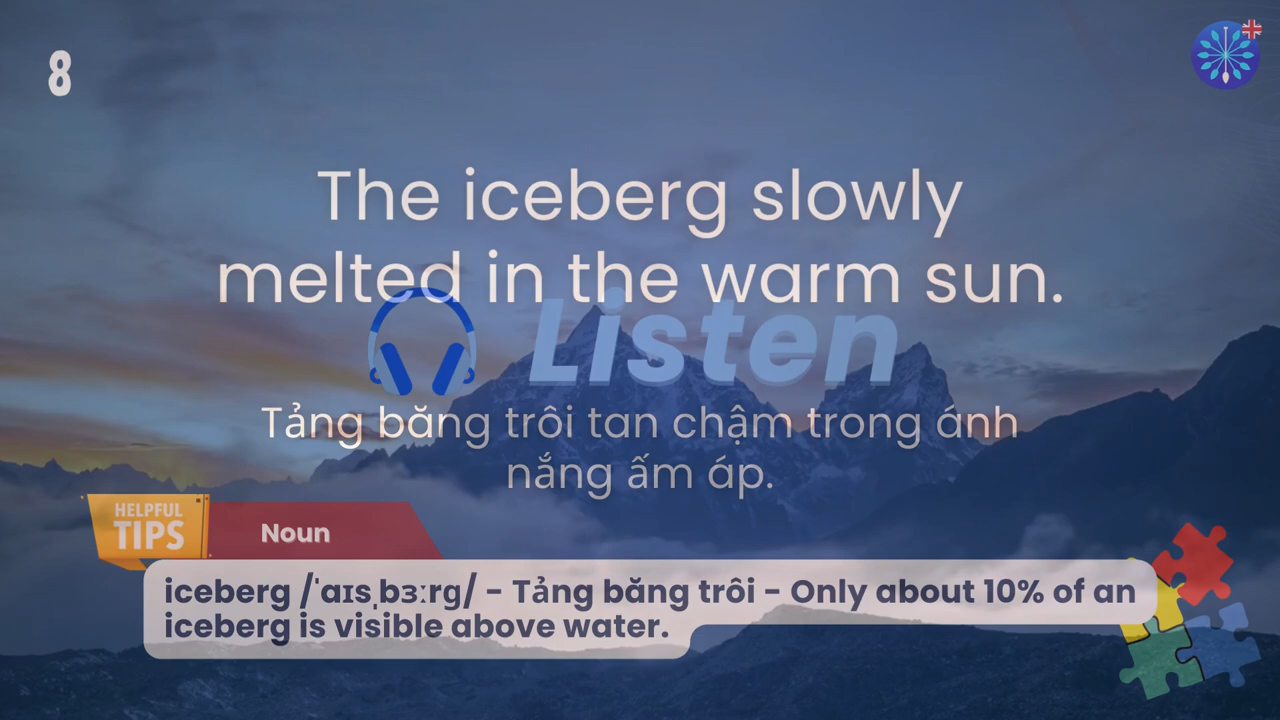 8
The iceberg slowly
melted in the warm sun.
Listen
Tảng băng trôi tan chậm trong ánh
nắng ấm áp.
HELPFUL
TIPS
Noun
iceberg /ˈaɪsˌbɜːrg/ - Tảng băng trôi - Only about 10% of an
iceberg is visible above water.